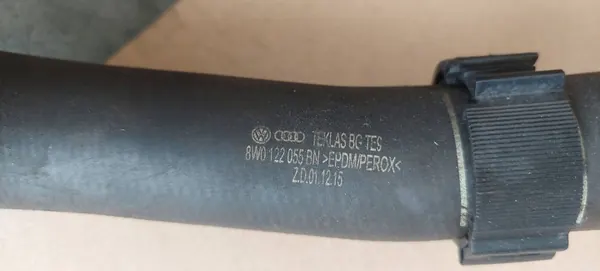 TEKLAS BG TES
8W0 122 055 BN >EPDM/PEROX<
Z.D.01.12.15